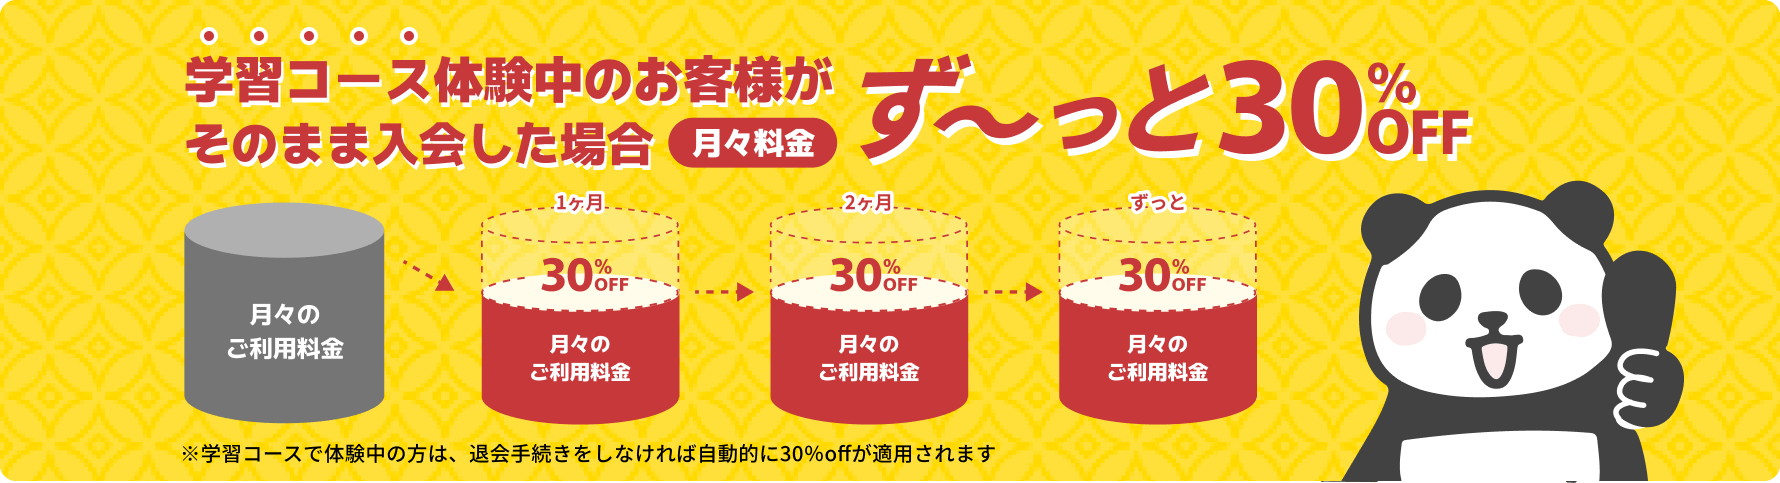 学習コース体験中のお客様が
そのまま入会した場合 月々料金
ず〜っと30%OFF
月々の
ご利用料金
1ヶ月
30%OFF
月々の
ご利用料金
2ヶ月
30%OFF
月々の
ご利用料金
ずっと
30%OFF
月々の
ご利用料金
※学習コースで体験中の方は、退会手続きをしなければ自動的に30%offが適用されます